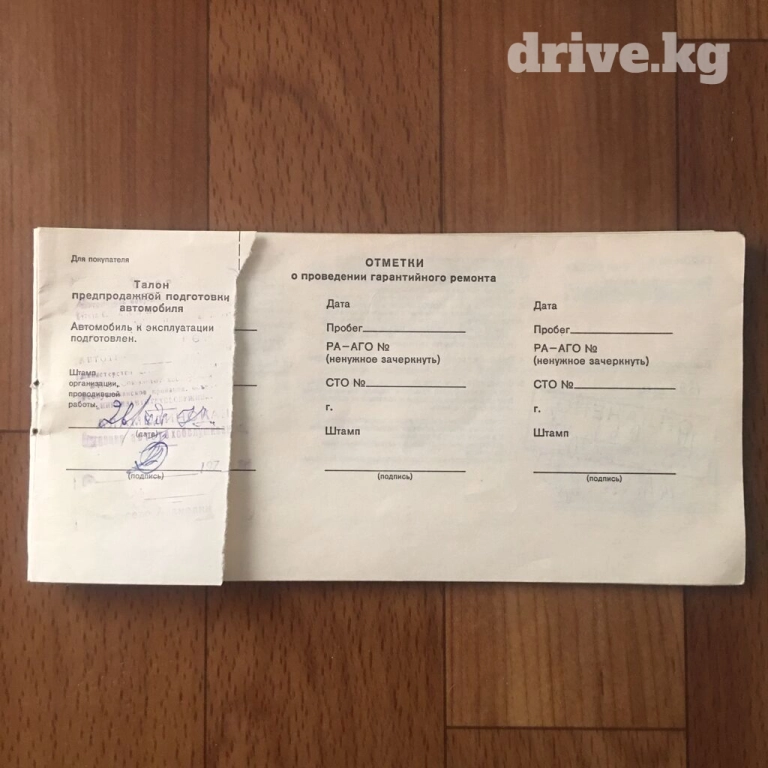 drive.kg
Для покупателя
Талон
предпродажной подготовки
автомобиля
Автомобиль к эксплуатации
подготовлен.
Штамп
организации,
проводившей
работы
(дата)
(подпись)
ОТМЕТКИ
о проведении гарантийного ремонта
Дата
Пробег
РА–АГО №
(ненужное зачеркнуть)
СТО №
г.
Штамп
(подпись)
Дата
Пробег
РА–АГО №
(ненужное зачеркнуть)
СТО №
г.
Штамп
(подпись)